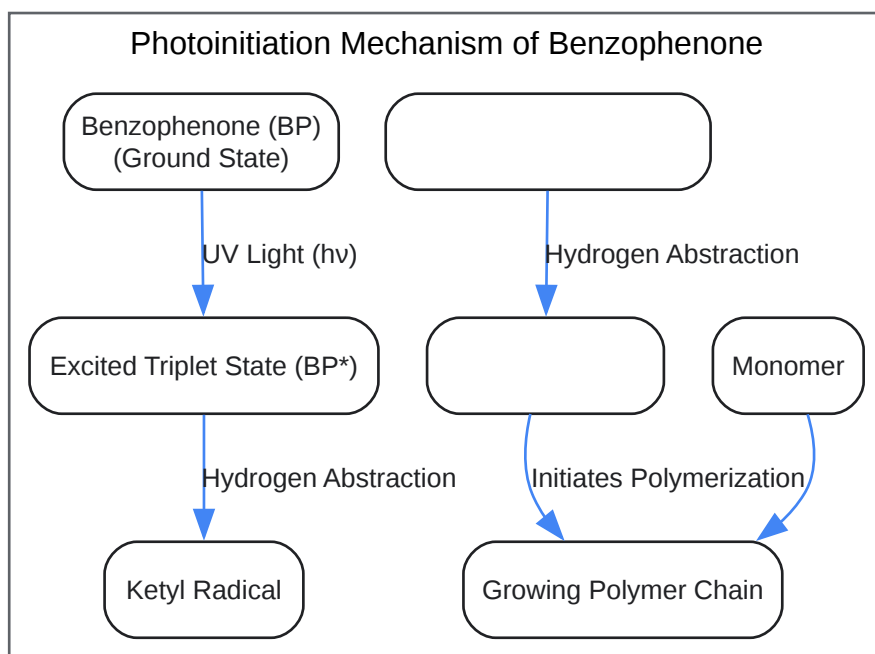 Photoinitiation Mechanism of Benzophenone
Benzophenone (BP)
(Ground State)
UV Light (hν)
Hydrogen Abstraction
Excited Triplet State (BP*)
Monomer
Hydrogen Abstraction
Initiates Polymerization
Ketyl Radical
Growing Polymer Chain